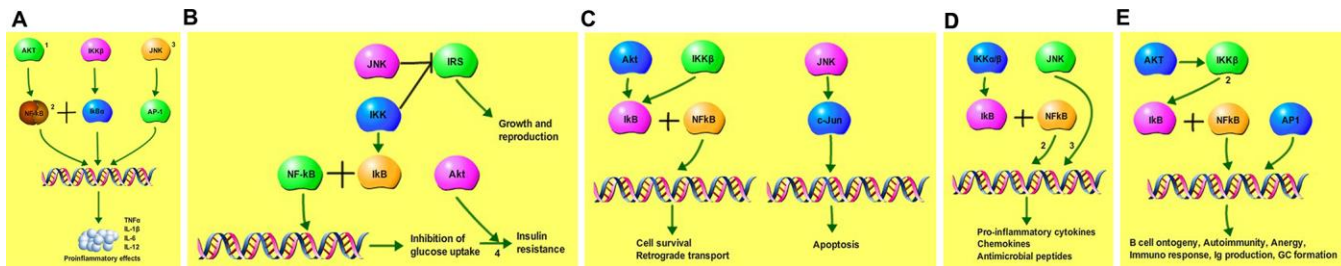 A
AKT
1
IKKβ
JNK
3
NFkB
2
IkBα
AP-1
TNFα
IL-1β
IL-6
IL-12
Proinflammatory effects
B
JNK
IRS
IKK
Growth and
reproduction
NF-kB
IkB
Akt
Inhibition of
glucose uptake
4
Insulin
resistance
C
Akt
IKKβ
JNK
IkB
NFkB
c-Jun
Cell survival
Retrograde transport
Apoptosis
D
IKKα/β
JNK
IkB
NFkB
2
3
Pro-inflammatory cytokines
Chemokines
Antimicrobial peptides
E
AKT
IKKβ
2
IkB
NFkB
AP1
B cell ontogeny, Autoimmunity, Anergy,
Immuno response, Ig production, GC formation